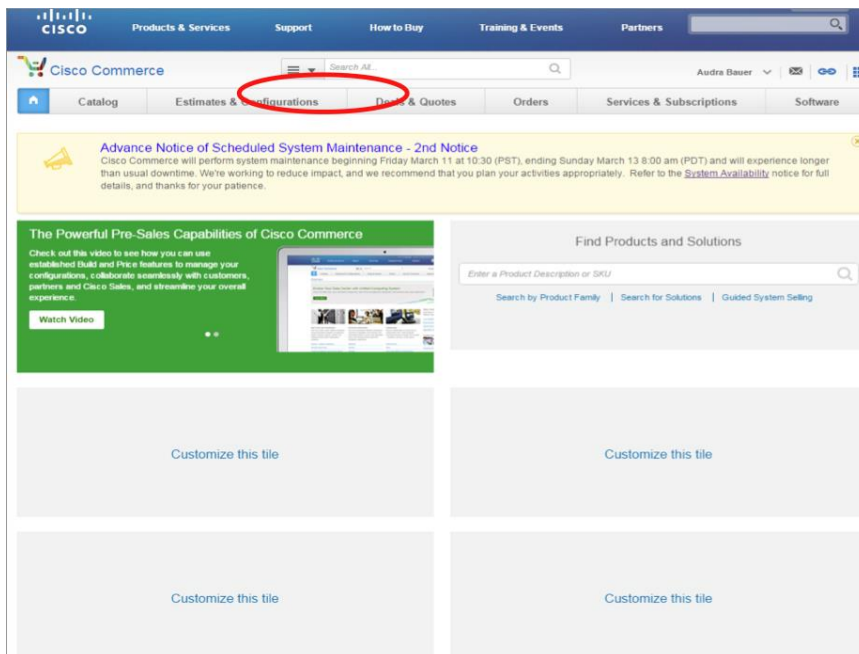 CISCO
Products & Services Support How to Buy Training & Events Partners
Cisco Commerce Search All... Audra Bauer
Catalog Estimates & Configurations Deals & Quotes Orders Services & Subscriptions Software
Advance Notice of Scheduled System Maintenance - 2nd Notice
Cisco Commerce will perform system maintenance beginning Friday March 11 at 10:30 (PST), ending Sunday March 13 8:00 am (PDT) and will experience longer
than usual downtime. We're working to reduce impact, and we recommend that you plan your activities appropriately. Refer to the System Availability notice for full
details, and thanks for your patience.
The Powerful Pre-Sales Capabilities of Cisco Commerce
Check out this video to see how you can use
established Build and Price features to manage your
configurations, collaborate seamlessly with customers,
partners and Cisco Sales, and streamline your overall
experience.
Watch Video
Find Products and Solutions
Enter a Product Description or SKU
Search by Product Family | Search for Solutions | Guided System Selling
Customize this tile
Customize this tile
Customize this tile
Customize this tile